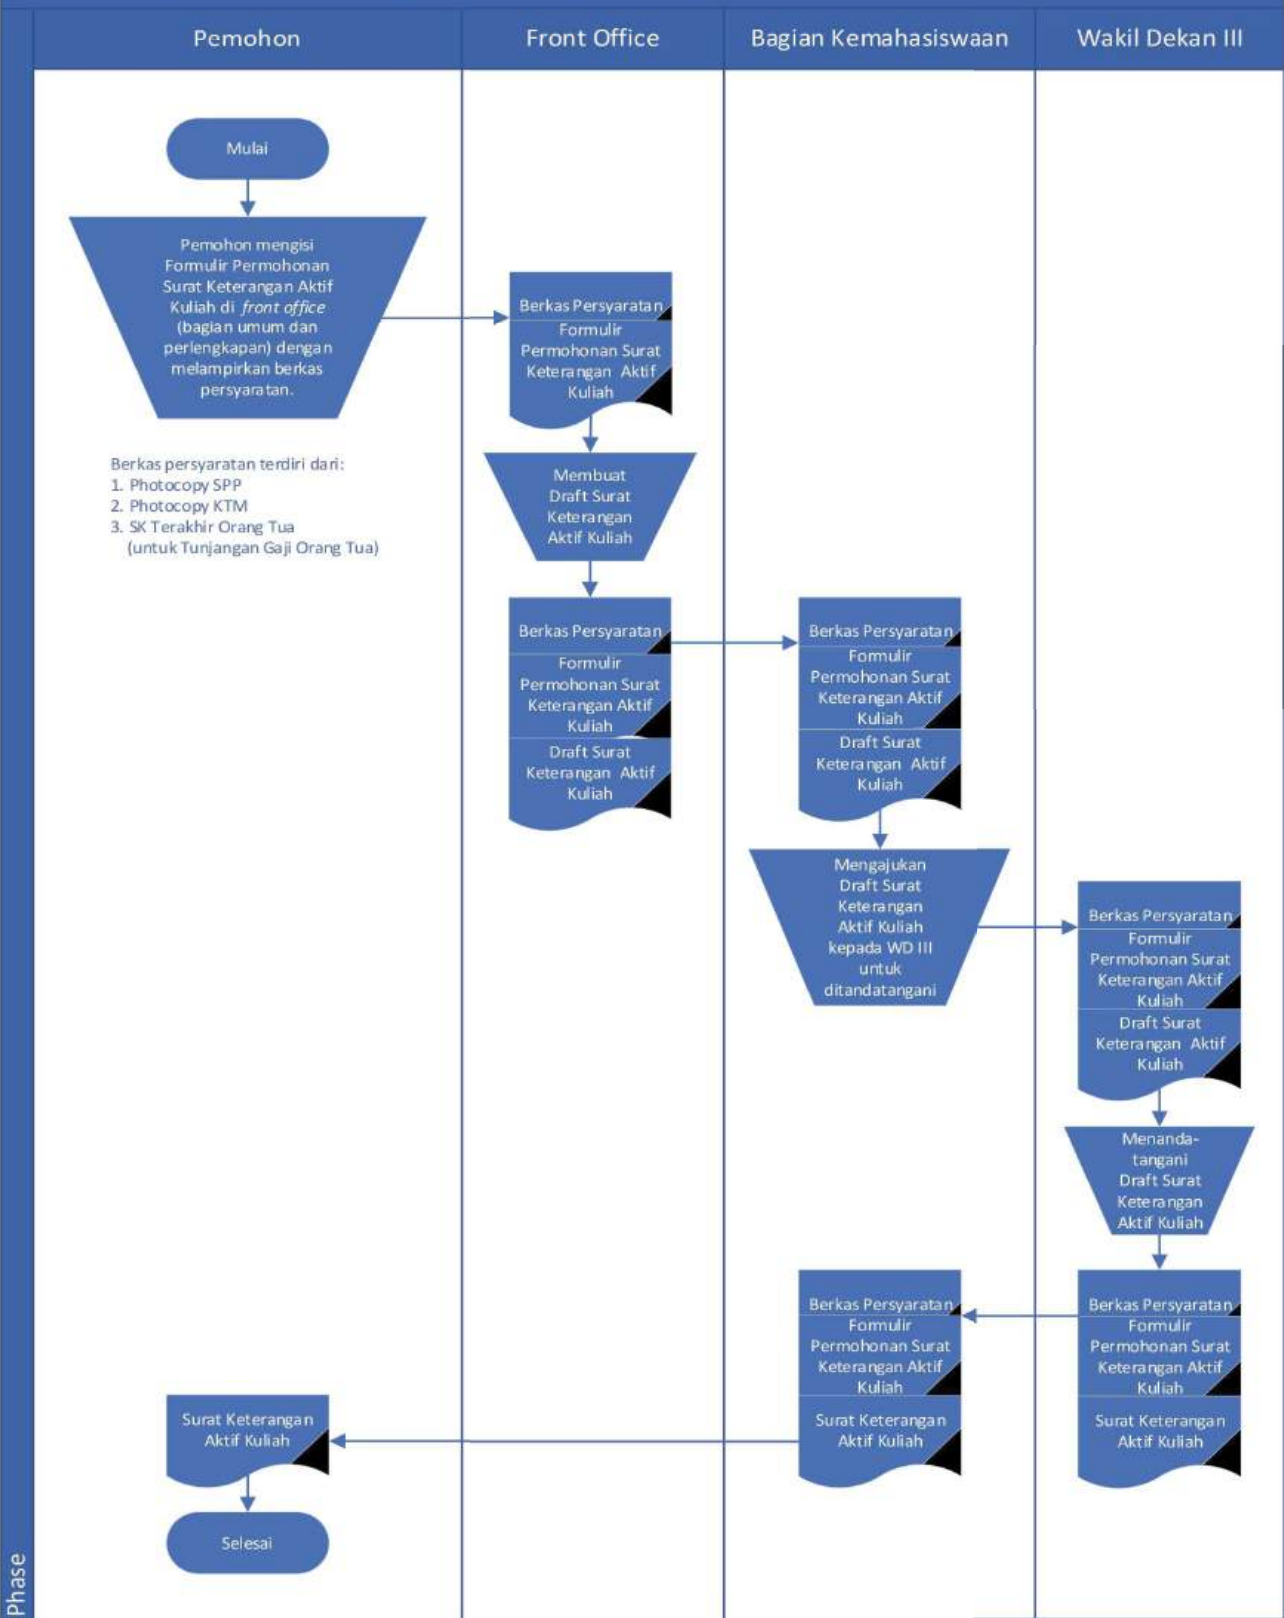 Pemohon
Front Office
Bagian Kemahasiswaan
Wakil Dekan III
Mulai
Pemohon mengisi
Formulir Permohonan
Surat Keterangan Aktif
Kuliah di front office
(bagian umum dan
perlengkapan) dengan
melampirkan berkas
persyaratan.
Berkas persyaratan terdiri dari:
1. Photocopy SPP
2. Photocopy KTM
3. SK Terakhir Orang Tua
(untuk Tunjangan Gaji Orang Tua)
Berkas Persyaratan
Formulir
Permohonan Surat
Keterangan Aktif
Kuliah
Membuat
Draft Surat
Keterangan
Aktif Kuliah
Berkas Persyaratan
Formulir
Permohonan Surat
Keterangan Aktif
Kuliah
Draft Surat
Keterangan Aktif
Kuliah
Berkas Persyaratan
Formulir
Permohonan Surat
Keterangan Aktif
Kuliah
Draft Surat
Keterangan Aktif
Kuliah
Mengajukan
Draft Surat
Keterangan
Aktif Kuliah
kepada WD III
untuk
ditandatangani
Berkas Persyaratan
Formulir
Permohonan Surat
Keterangan Aktif
Kuliah
Draft Surat
Keterangan Aktif
Kuliah
Menanda-
tangani
Draft Surat
Keterangan
Aktif Kuliah
Berkas Persyaratan
Formulir
Permohonan Surat
Keterangan Aktif
Kuliah
Surat Keterangan
Aktif Kuliah
Berkas Persyaratan
Formulir
Permohonan Surat
Keterangan Aktif
Kuliah
Surat Keterangan
Aktif Kuliah
Surat Keterangan
Aktif Kuliah
Selesai
Phase